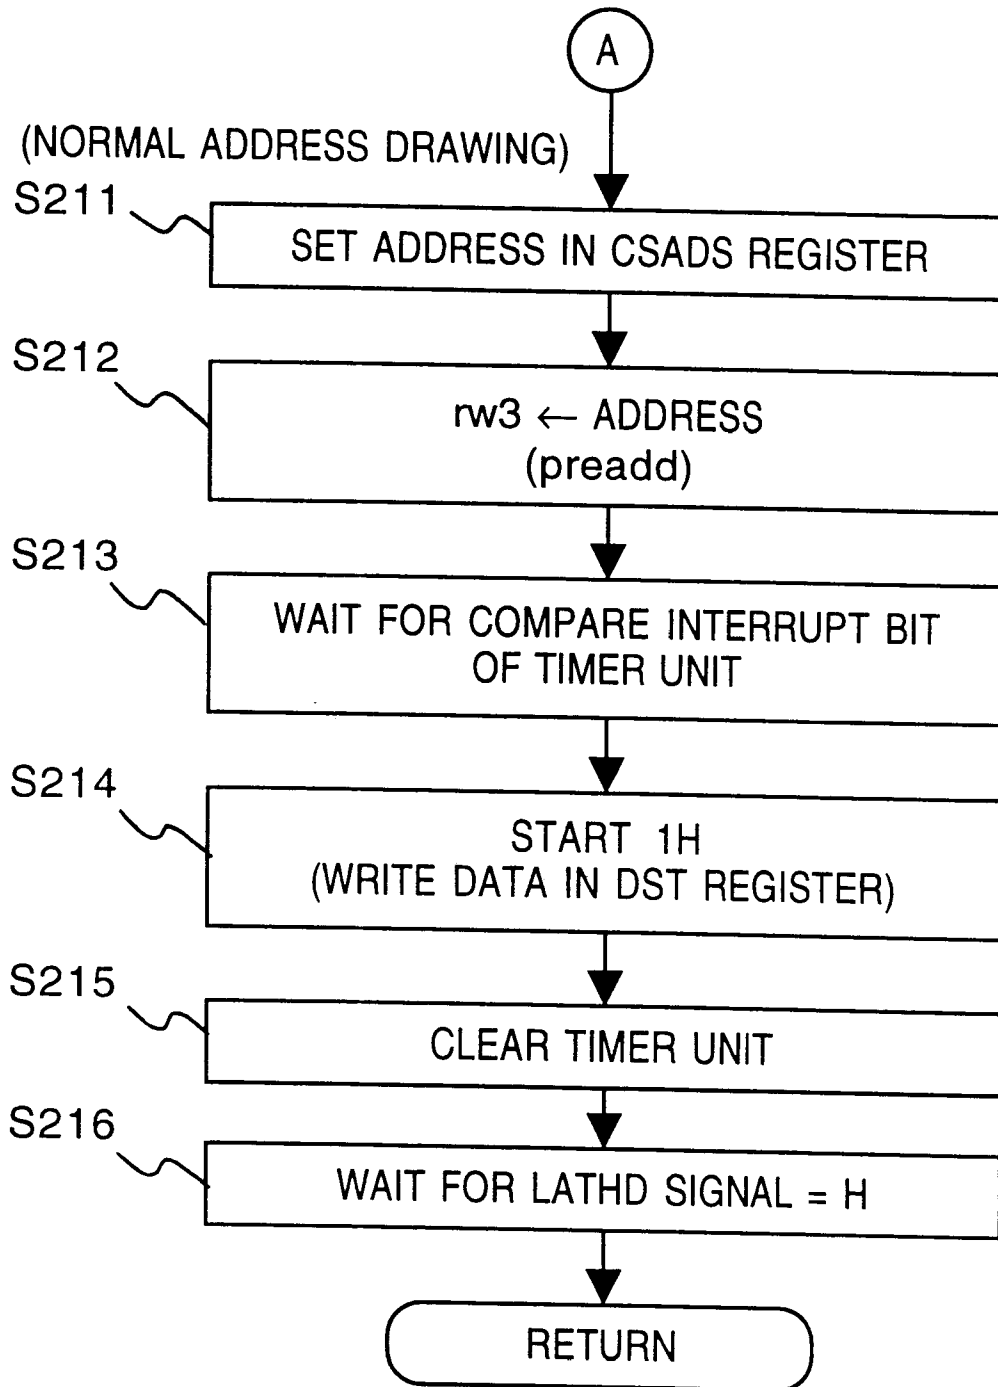 A
(NORMAL ADDRESS DRAWING)
S211
SET ADDRESS IN CSADS REGISTER
S212
rw3 ← ADDRESS
(preadd)
S213
WAIT FOR COMPARE INTERRUPT BIT
OF TIMER UNIT
S214
START 1H
(WRITE DATA IN DST REGISTER)
S215
CLEAR TIMER UNIT
S216
WAIT FOR LATHD SIGNAL = H
RETURN